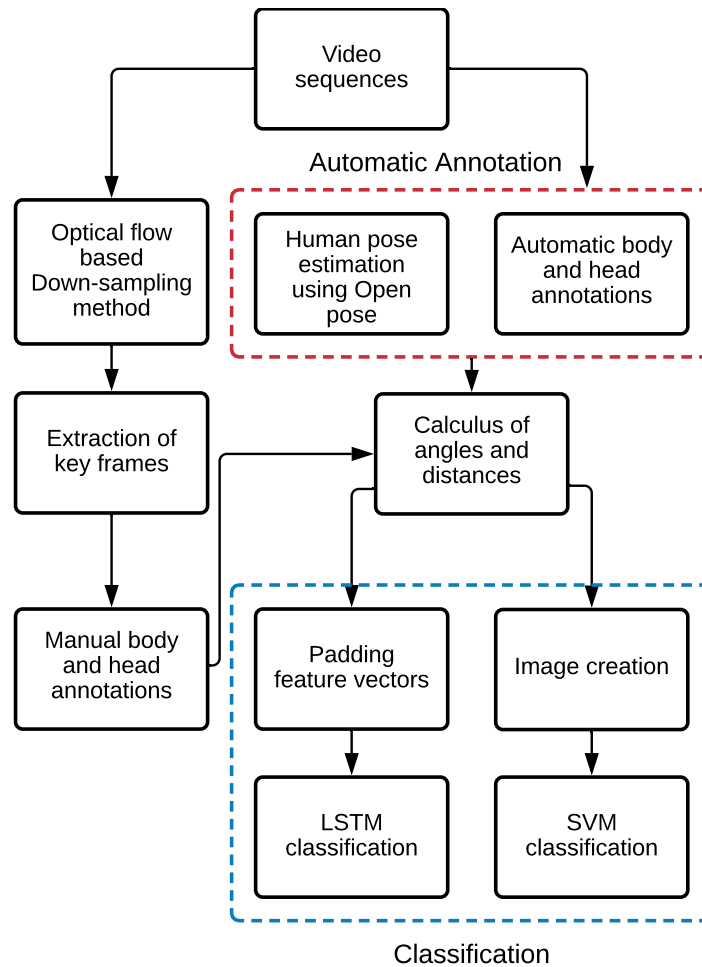 Video
sequences
Automatic Annotation
Optical flow
based
Down-sampling
method
Human pose
estimation
using Open
pose
Automatic body
and head
annotations
Extraction of
key frames
Calculus of
angles and
distances
Manual body
and head
annotations
Padding
feature vectors
Image creation
LSTM
classification
SVM
classification
Classification